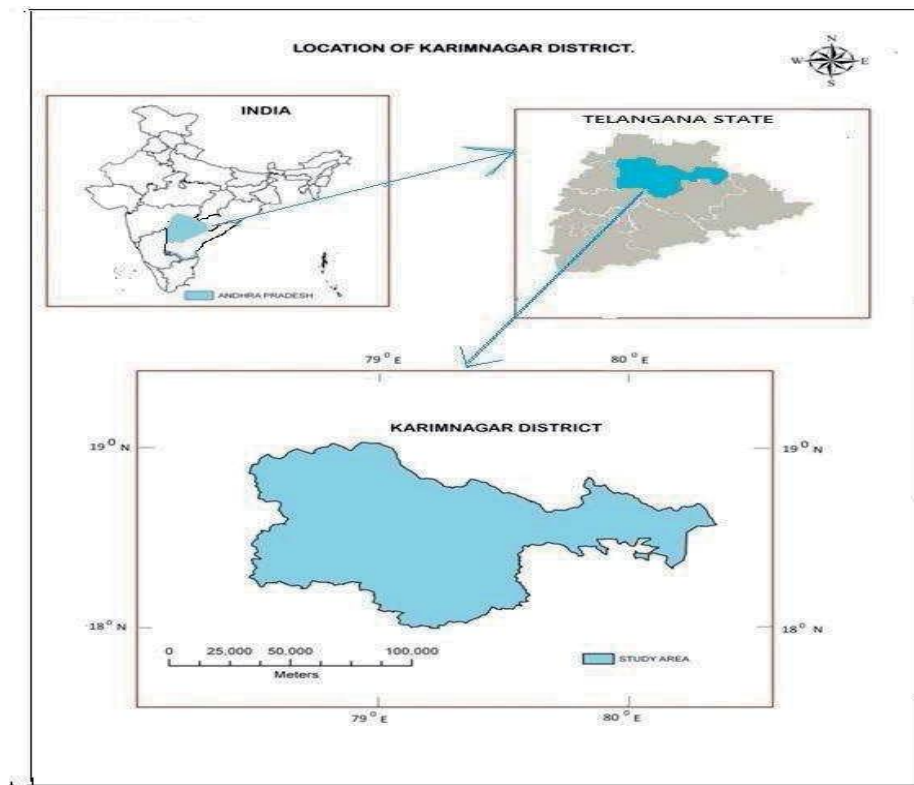 LOCATION OF KARIMNAGAR DISTRICT.
N
W E
S
INDIA
ANDHRA PRADESH
TELANGANA STATE
79° E 80° E
KARIMNAGAR DISTRICT
19° N 19° N
18° N 18° N
0 25,000 50,000 100,000
Meters
STUDY AREA
79° E 80° E